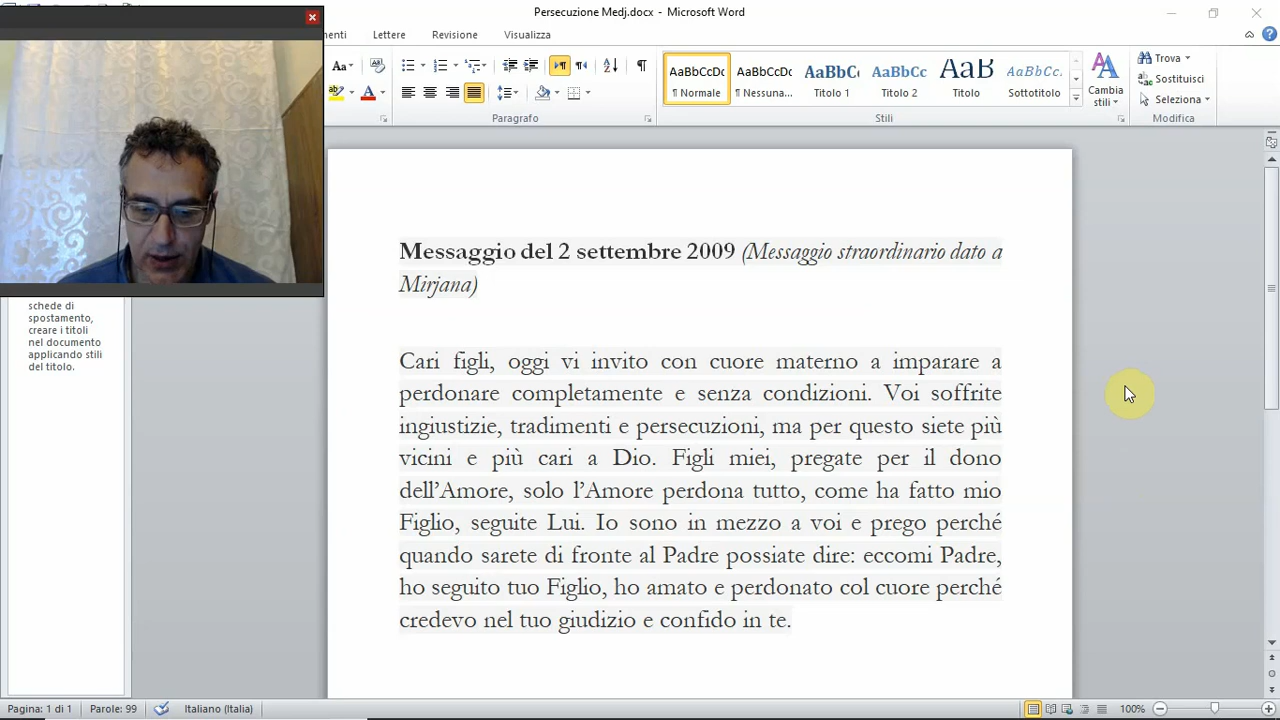 Persecuzione Medj.docx - Microsoft Word
Lettere Revisione Visualizza
Aa
AaBbCcDc AaBbCcDc AaBbC AaBbCc AaB AaBbCc.
¶ Normale ¶ Nessuna... Titolo 1 Titolo 2 Titolo Sottotitolo
Cambia
stili
Trova
Sostituisci
Seleziona
Paragrafo Stili Modifica
schede di
spostamento,
creare i titoli
nel documento
applicando stili
del titolo.
Messaggio del 2 settembre 2009 (Messaggio straordinario dato a
Mirjana)
Cari figli, oggi vi invito con cuore materno a imparare a
perdonare completamente e senza condizioni. Voi soffrite
ingiustizie, tradimenti e persecuzioni, ma per questo siete più
vicini e più cari a Dio. Figli miei, pregate per il dono
dell’Amore, solo l’Amore perdona tutto, come ha fatto mio
Figlio, seguite Lui. Io sono in mezzo a voi e prego perché
quando sarete di fronte al Padre possiate dire: eccomi Padre,
ho seguito tuo Figlio, ho amato e perdonato col cuore perché
credevo nel tuo giudizio e confido in te.
Pagina: 1 di 1 Parole: 99 Italiano (Italia) 100%